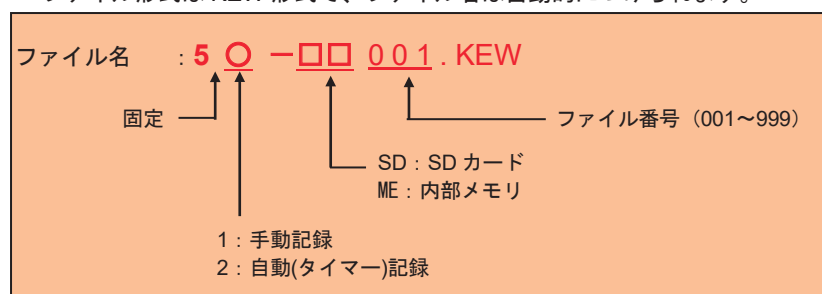 ファイル名 : 5 〇 －□□ 0 0 1 . KEW
固定
ファイル番号（001～999）
SD：SD カード
ME：内部メモリ
1：手動記録
2：自動(タイマー)記録